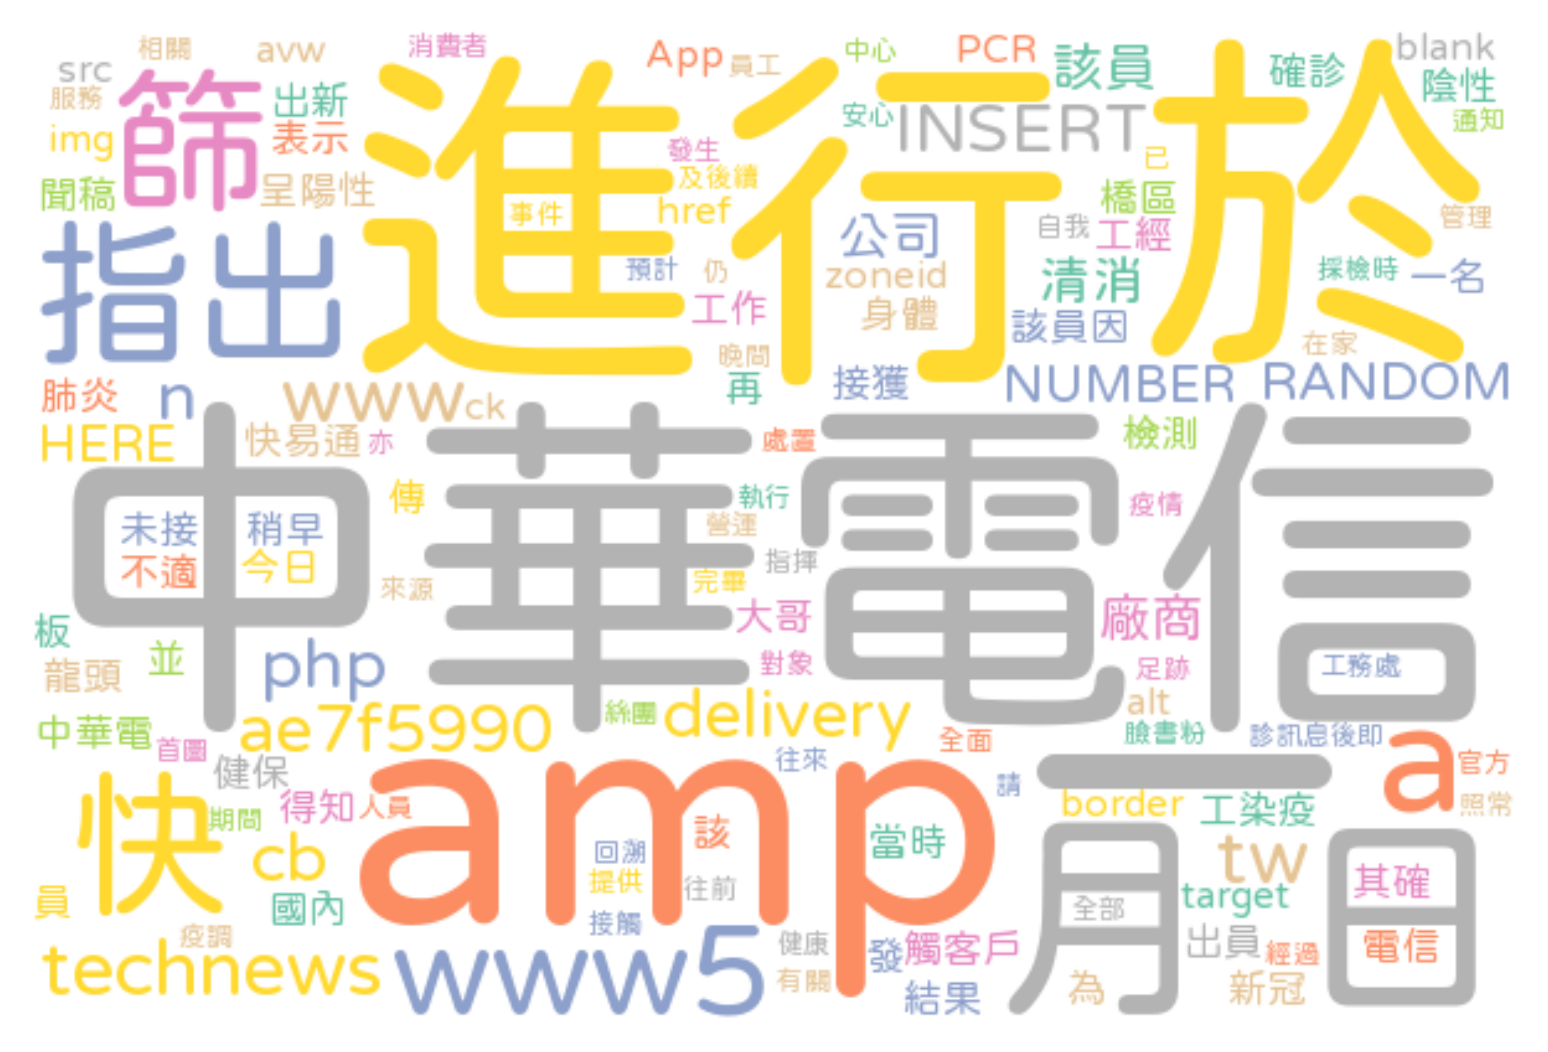 相關 avw 消費者 App 員工 中心 PCR 該員 確診 blank
src 服務 篩 出新 陰性
img 表示 安心 INSERT 通知
進行於
聞稿 呈陽性 發生 及後續 已 橋區
事件 href 公司 自我 工經 管理
指出 預計 仍 zoneid 清消 採檢時 一名
工作 身體 該員因 在家
晚間
肺炎 n www ck 再 接獲 NUMBER RANDOM
HERE 快易通 亦 處置 檢測
中華電信
未接 稍早 傳 執行 疫情
不適 今日 營運 指揮
來源 完畢
板 並 大哥 廠商
龍頭 php 對象 足跡 工務處
中華電 ae7f5990 絲團 delivery alt
首圖 全面 臉書粉 診訊息後即
健保 往來 一 a 官方
快 得知 人員 amp 請 border 工染疫 照常
期間 cb 該 當時 月 tw 日
回溯
員 國內 提供 往前 全部 target 其確
疫調 接觸 健康 發 觸客戶 出員 經過 電信
technews www5 有關 結果 為 新冠